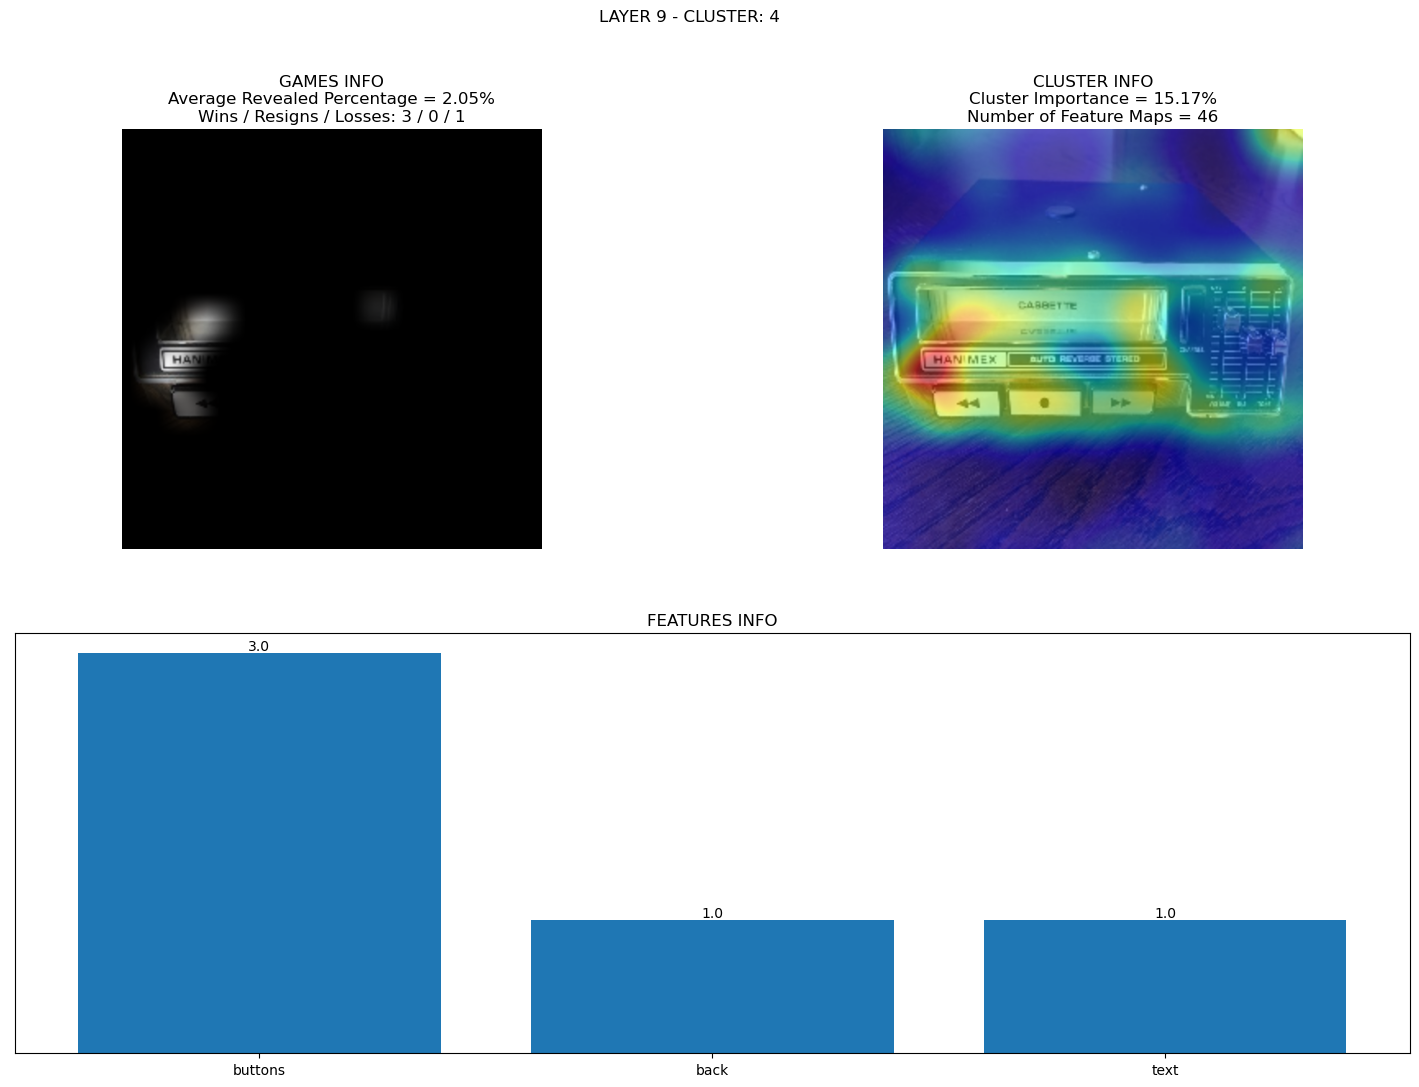 LAYER 9 - CLUSTER: 4
GAMES INFO
Average Revealed Percentage = 2.05%
Wins / Resigns / Losses: 3 / 0 / 1
HANIM
CLUSTER INFO
Cluster Importance = 15.17%
Number of Feature Maps = 46
CASSETTE
HANIMEX
AUTO REVERSE STEREO
FEATURES INFO
3.0
1.0
1.0
buttons
back
text